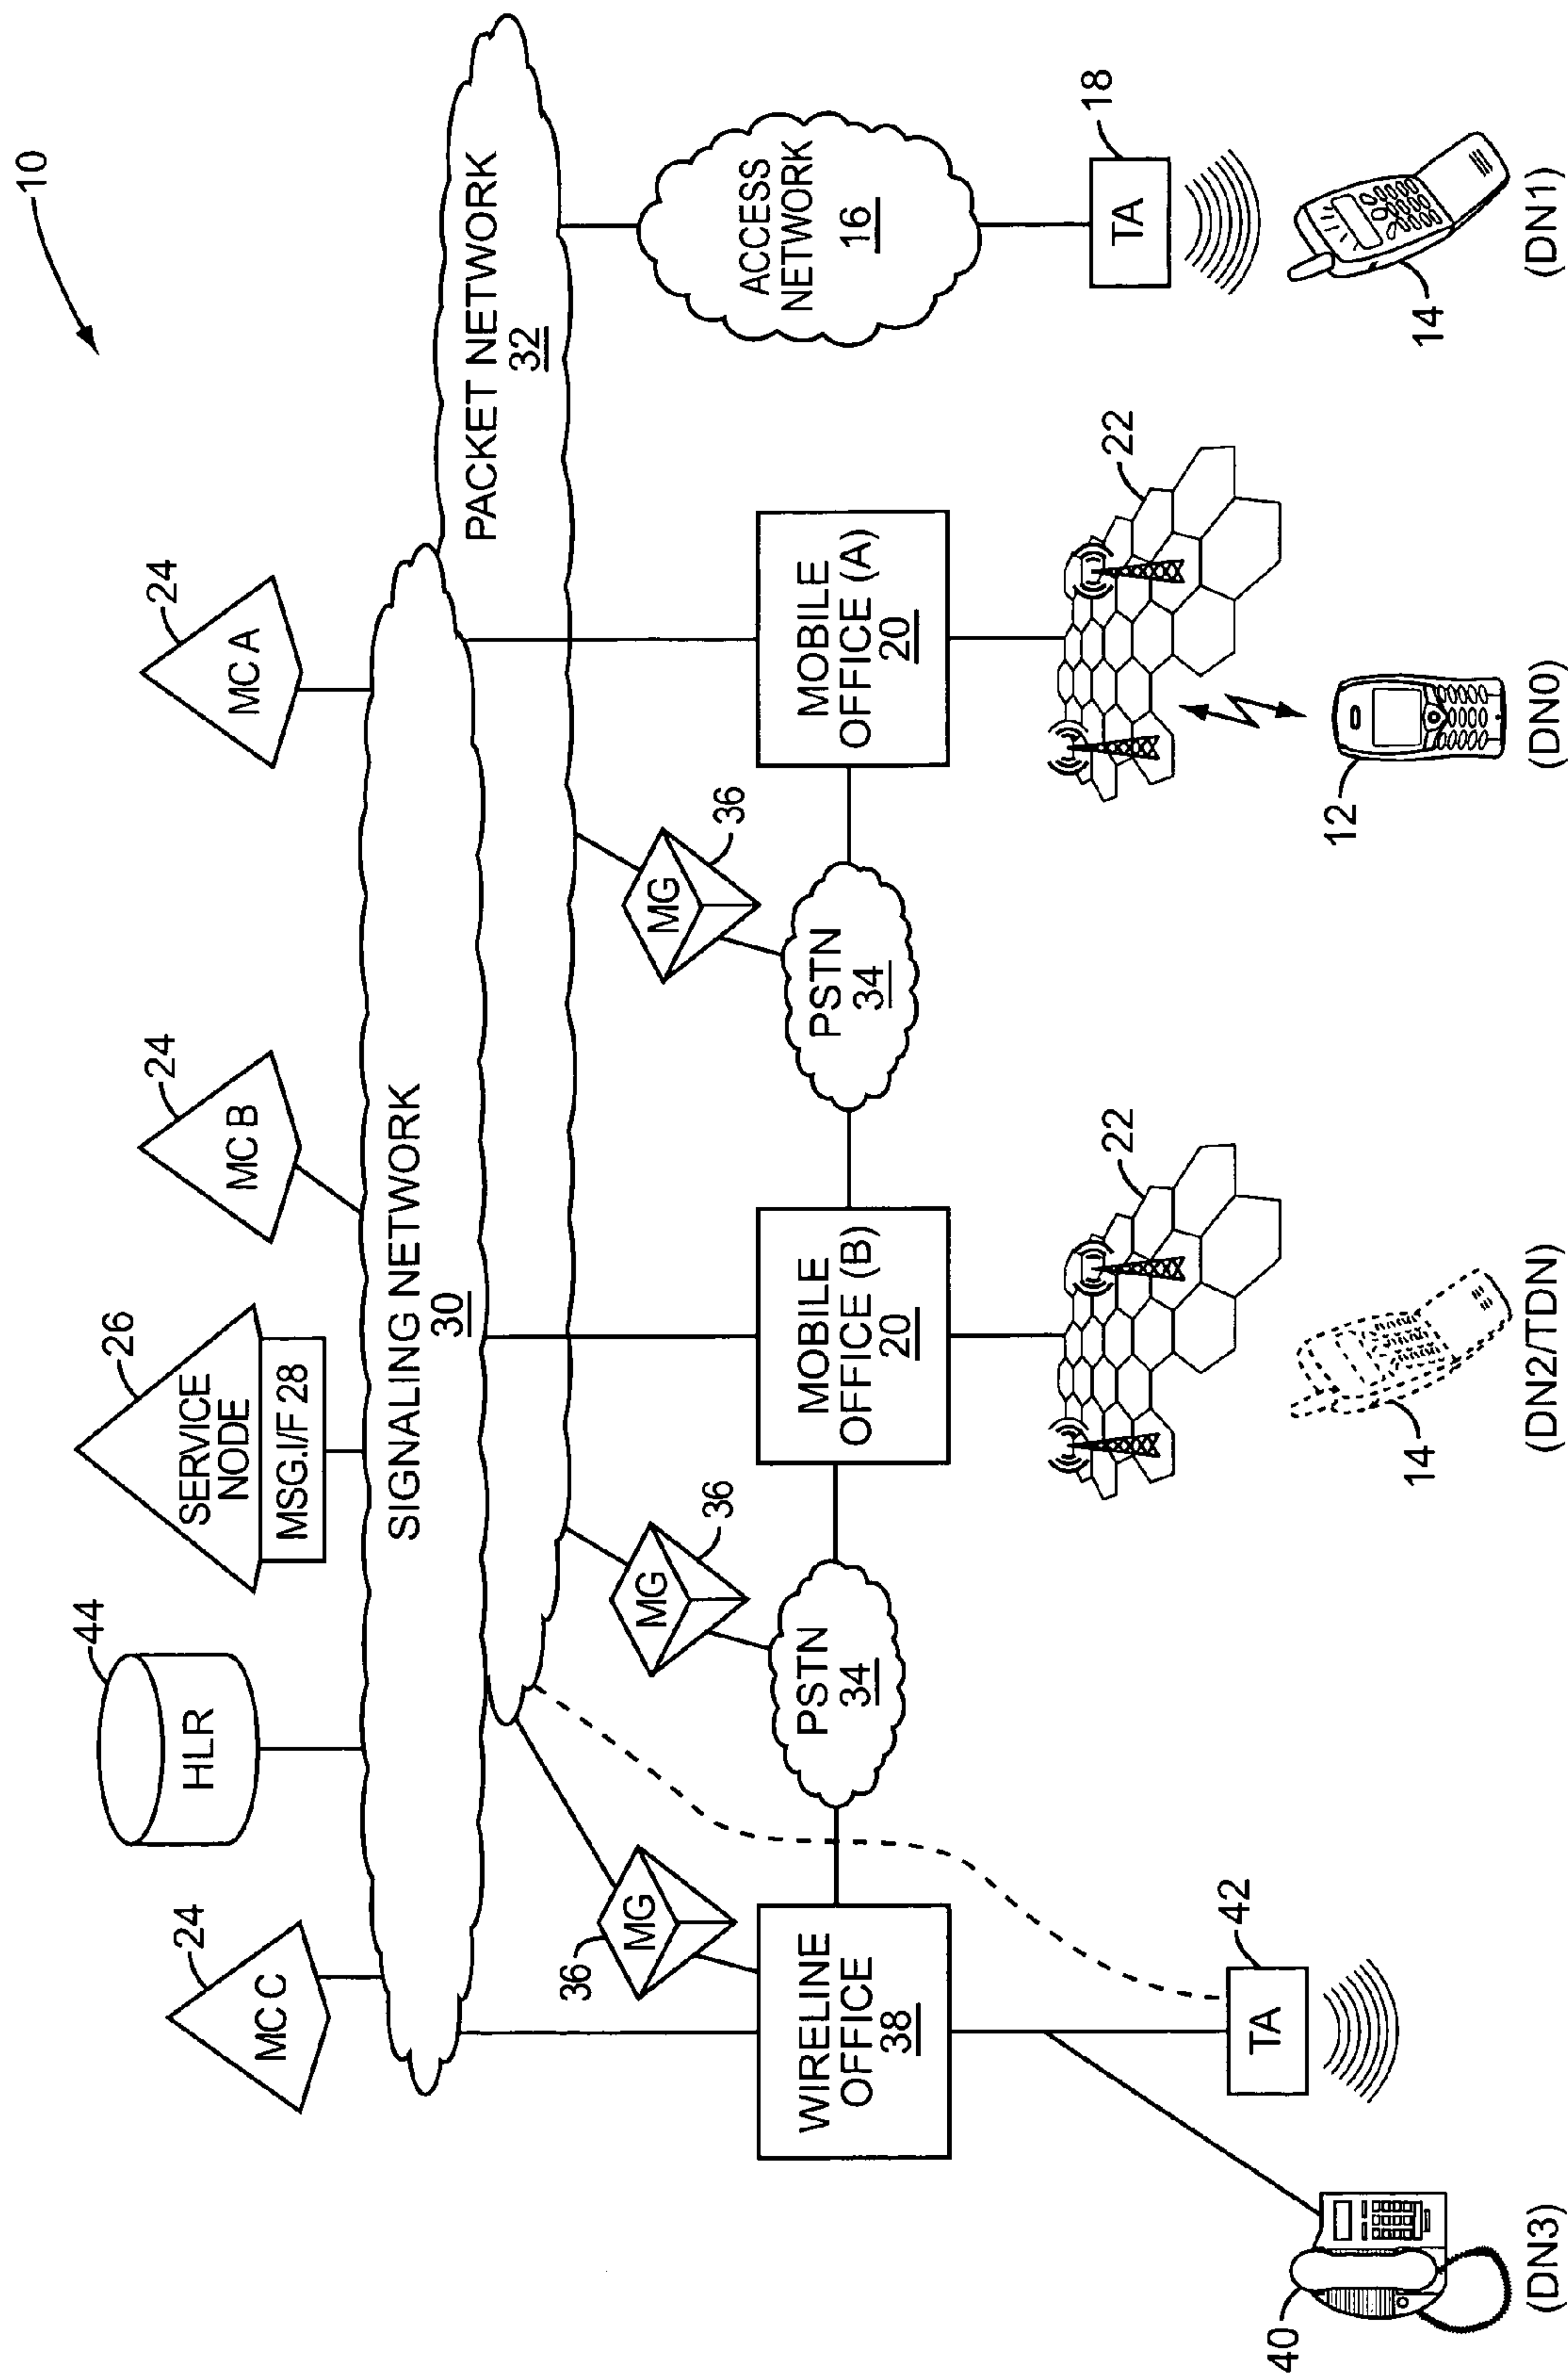 10
24
MC C
44
HLR
26
SERVICE
NODE
MSG.I/F 28
24
MC B
24
MC A
SIGNALING NETWORK
30
PACKET NETWORK
32
36
MG
36
MG
36
MG
WIRELINE
OFFICE
38
PSTN
34
MOBILE
OFFICE (B)
20
PSTN
34
MOBILE
OFFICE (A)
20
ACCESS
NETWORK
16
42
TA
22
22
18
TA
40
14
12
14
(DN3)
(DN2/TDN)
(DN0)
(DN1)